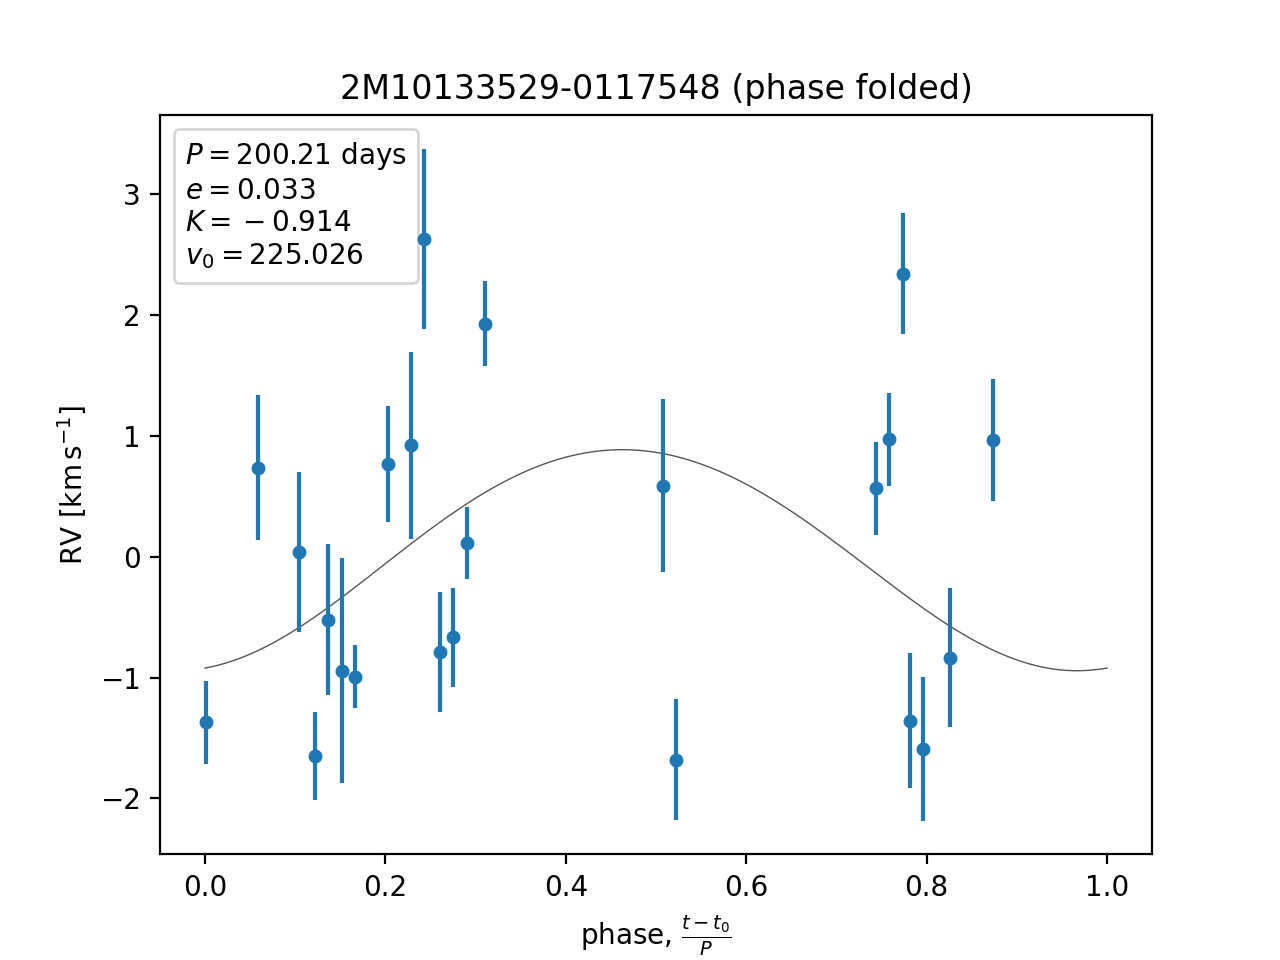 2M10133529-0117548 (phase folded)
P = 200.21 days
e = 0.033
K = −0.914
v₀ = 225.026
RV [km s⁻¹]
3
2
1
0
−1
−2
0.0 0.2 0.4 0.6 0.8 1.0
phase, (t − t₀)/P